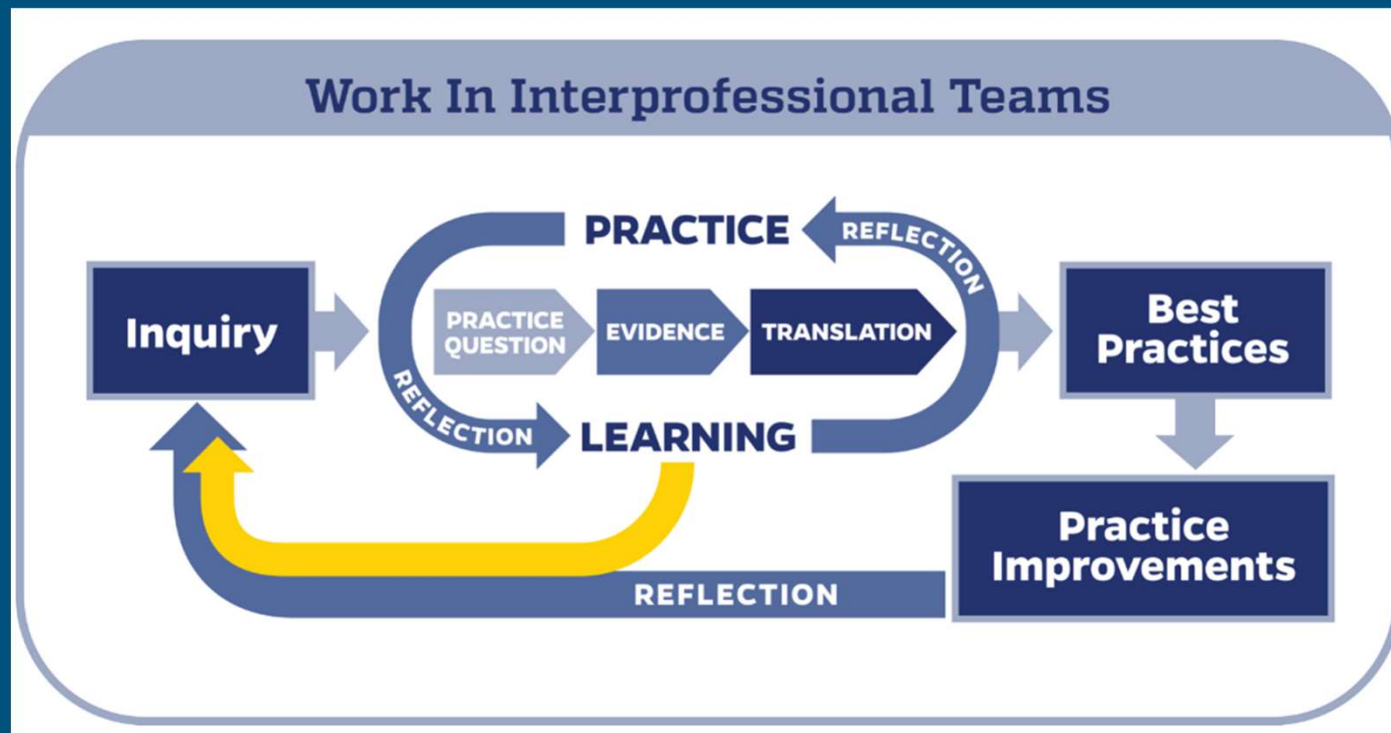 Work In Interprofessional Teams
Inquiry
PRACTICE
REFLECTION
PRACTICE
QUESTION
EVIDENCE
TRANSLATION
REFLECTION
LEARNING
Best
Practices
Practice
Improvements
REFLECTION